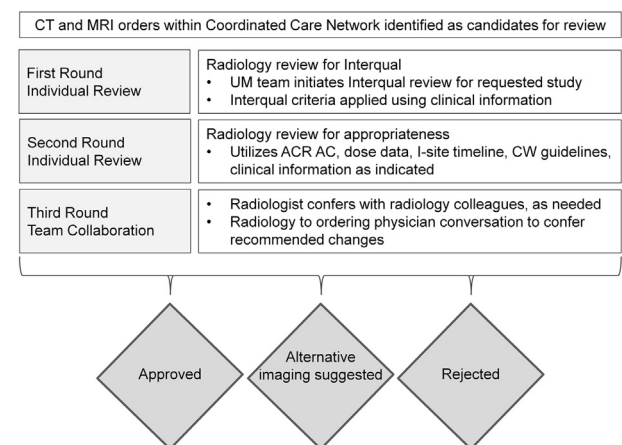 CT and MRI orders within Coordinated Care Network identified as candidates for review
First Round
Individual Review
Radiology review for Interqual
• UM team initiates Interqual review for requested study
• Interqual criteria applied using clinical information
Second Round
Individual Review
Radiology review for appropriateness
• Utilizes ACR AC, dose data, I-site timeline, CW guidelines,
clinical information as indicated
Third Round
Team Collaboration
• Radiologist confers with radiology colleagues, as needed
• Radiology to ordering physician conversation to confer
recommended changes
Approved
Alternative
imaging suggested
Rejected